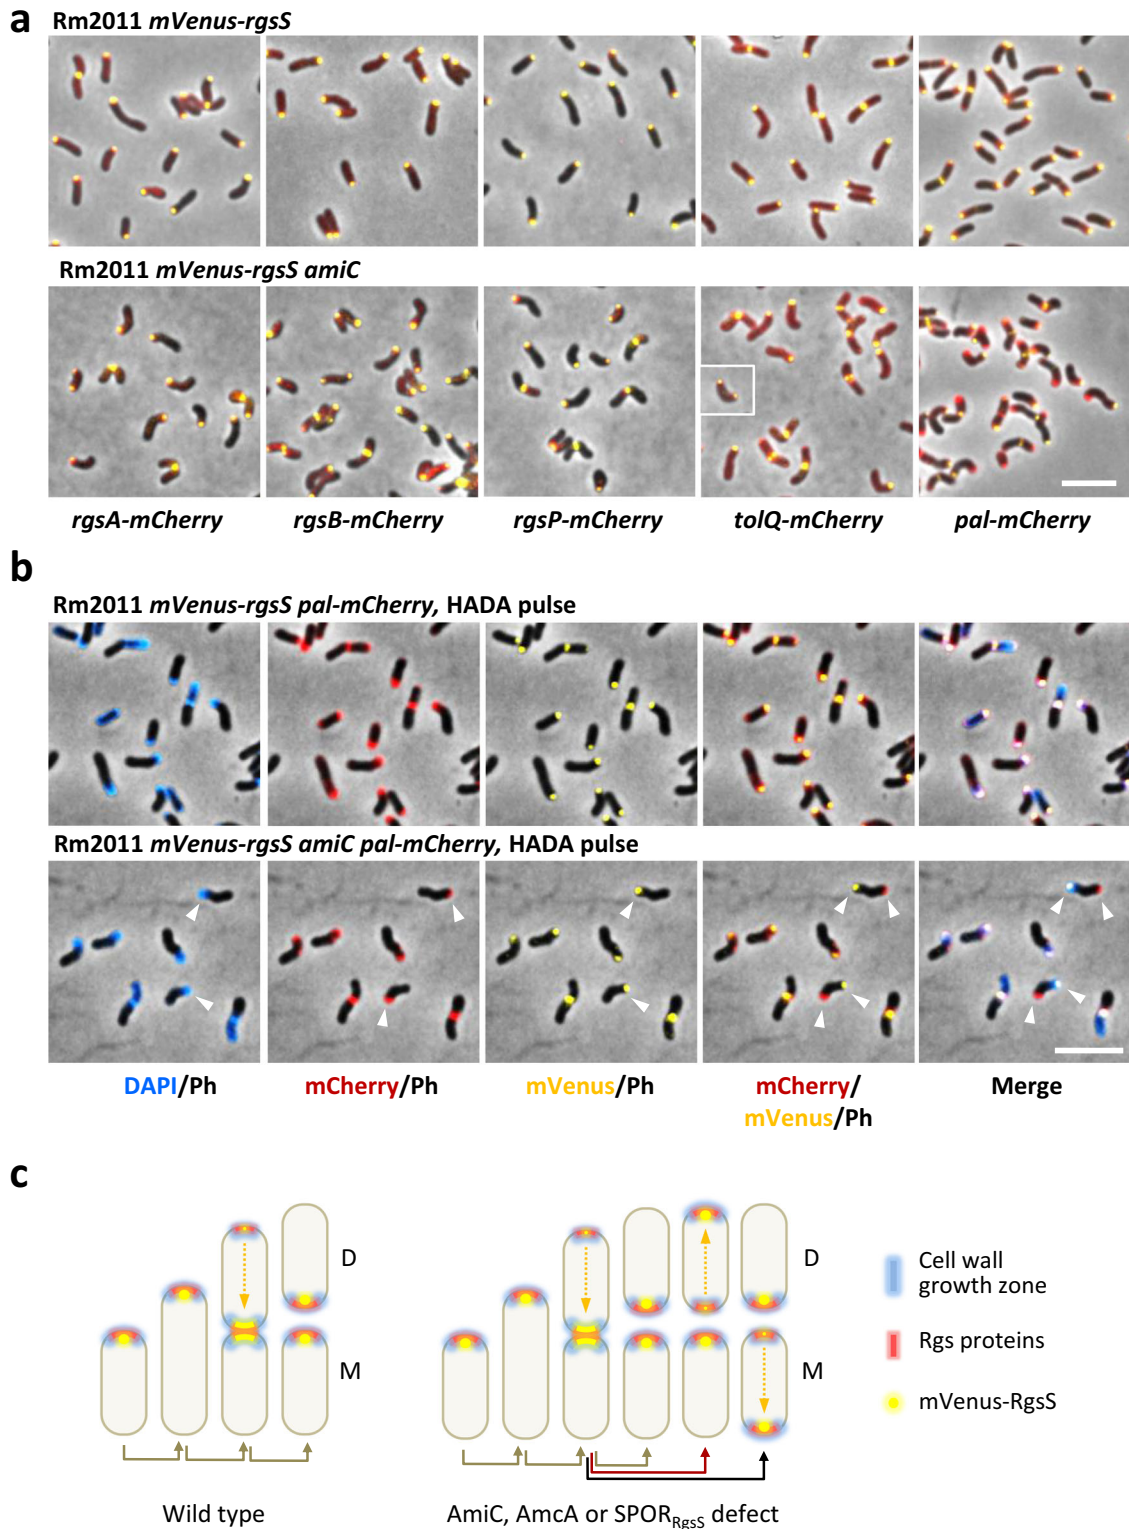 a
Rm2011 mVenus-rgsS
Rm2011 mVenus-rgsS amiC
rgsA-mCherry rgsB-mCherry rgsP-mCherry tolQ-mCherry pal-mCherry
b
Rm2011 mVenus-rgsS pal-mCherry, HADA pulse
Rm2011 mVenus-rgsS amiC pal-mCherry, HADA pulse
DAPI/Ph mCherry/Ph mVenus/Ph mCherry/ Merge
mVenus/Ph
c
D D
M M
Cell wall
growth zone
Rgs proteins
mVenus-RgsS
Wild type AmiC, AmcA or SPORRgsS defect